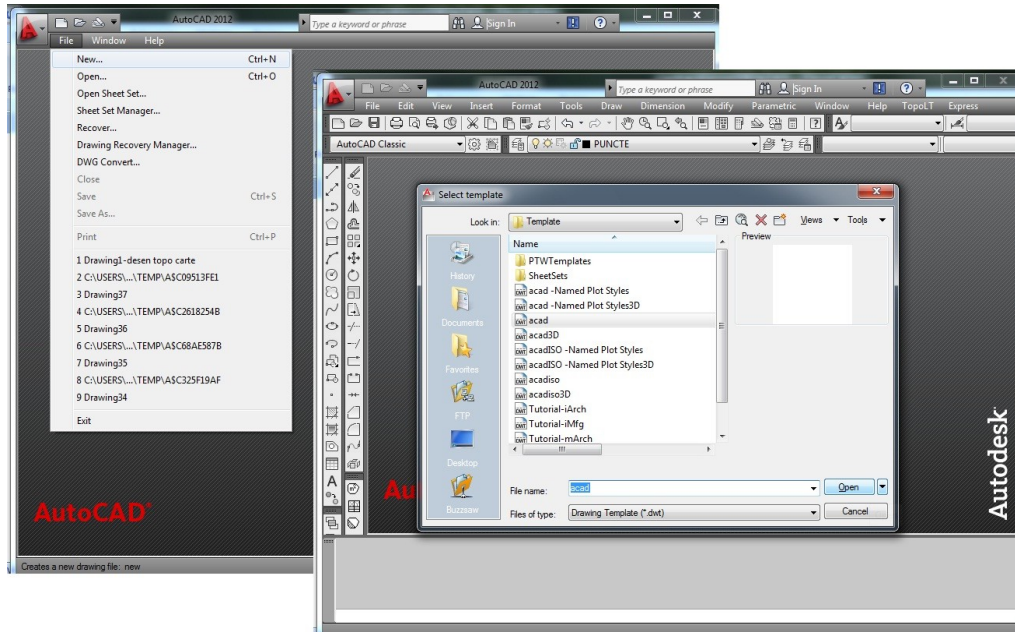 AutoCAD 2012
Type a keyword or phrase
Sign In
File Window Help
New... Ctrl+N
Open... Ctrl+O
Open Sheet Set...
Sheet Set Manager...
Recover...
Drawing Recovery Manager...
DWG Convert...
Close
Save Ctrl+S
Save As...
Print Ctrl+P
1 Drawing1-desen topo carte
2 C:\USERS\...\TEMP\A$C09513FE1
3 Drawing37
4 C:\USERS\...\TEMP\A$C2618254B
5 Drawing36
6 C:\USERS\...\TEMP\A$C68AE587B
7 Drawing35
8 C:\USERS\...\TEMP\A$C325F19AF
9 Drawing34
Exit
AutoCAD
Creates a new drawing file: new
AutoCAD 2012
Type a keyword or phrase
Sign In
File Edit View Insert Format Tools Draw Dimension Modify Parametric Window Help TopoLT Express
AutoCAD Classic
PUNCTE
Select template
Look in:
Template
Views
Tools
Name
Preview
PTWTemplates
SheetSets
acad -Named Plot Styles
acad -Named Plot Styles3D
acad
acad3D
acadISO -Named Plot Styles
acadISO -Named Plot Styles3D
acadiso
acadiso3D
Tutorial-iArch
Tutorial-iMfg
Tutorial-mArch
History
Documents
Favorites
FTP
Desktop
Buzzsaw
File name:
acad
Open
Files of type:
Drawing Template (*.dwt)
Cancel
Au
Autodesk